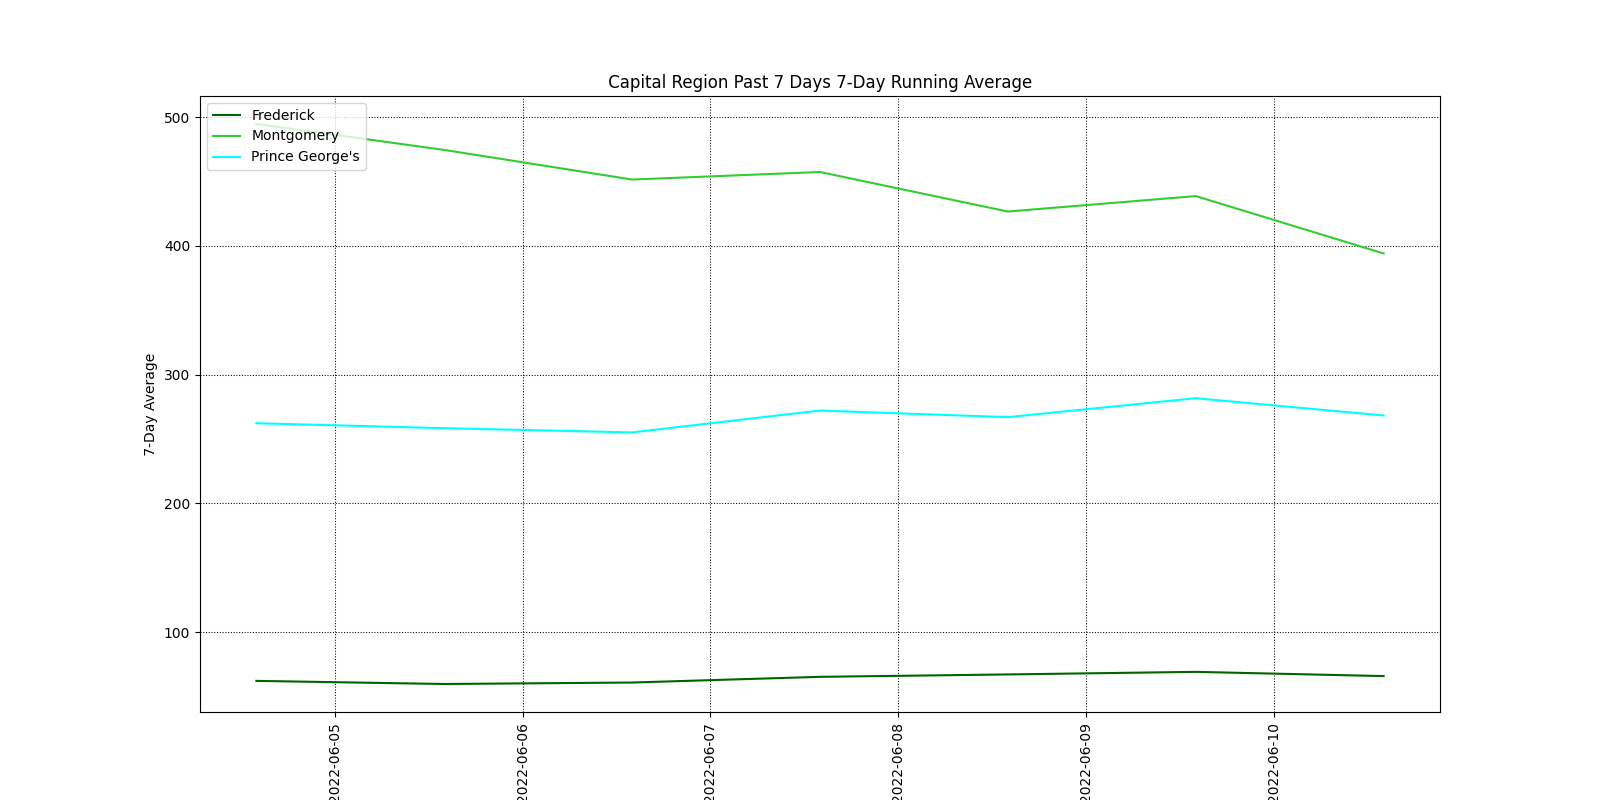 Capital Region Past 7 Days 7-Day Running Average
Frederick
Montgomery
Prince George's
7-Day Average
500
400
300
200
100
2022-06-05
2022-06-06
2022-06-07
2022-06-08
2022-06-09
2022-06-10